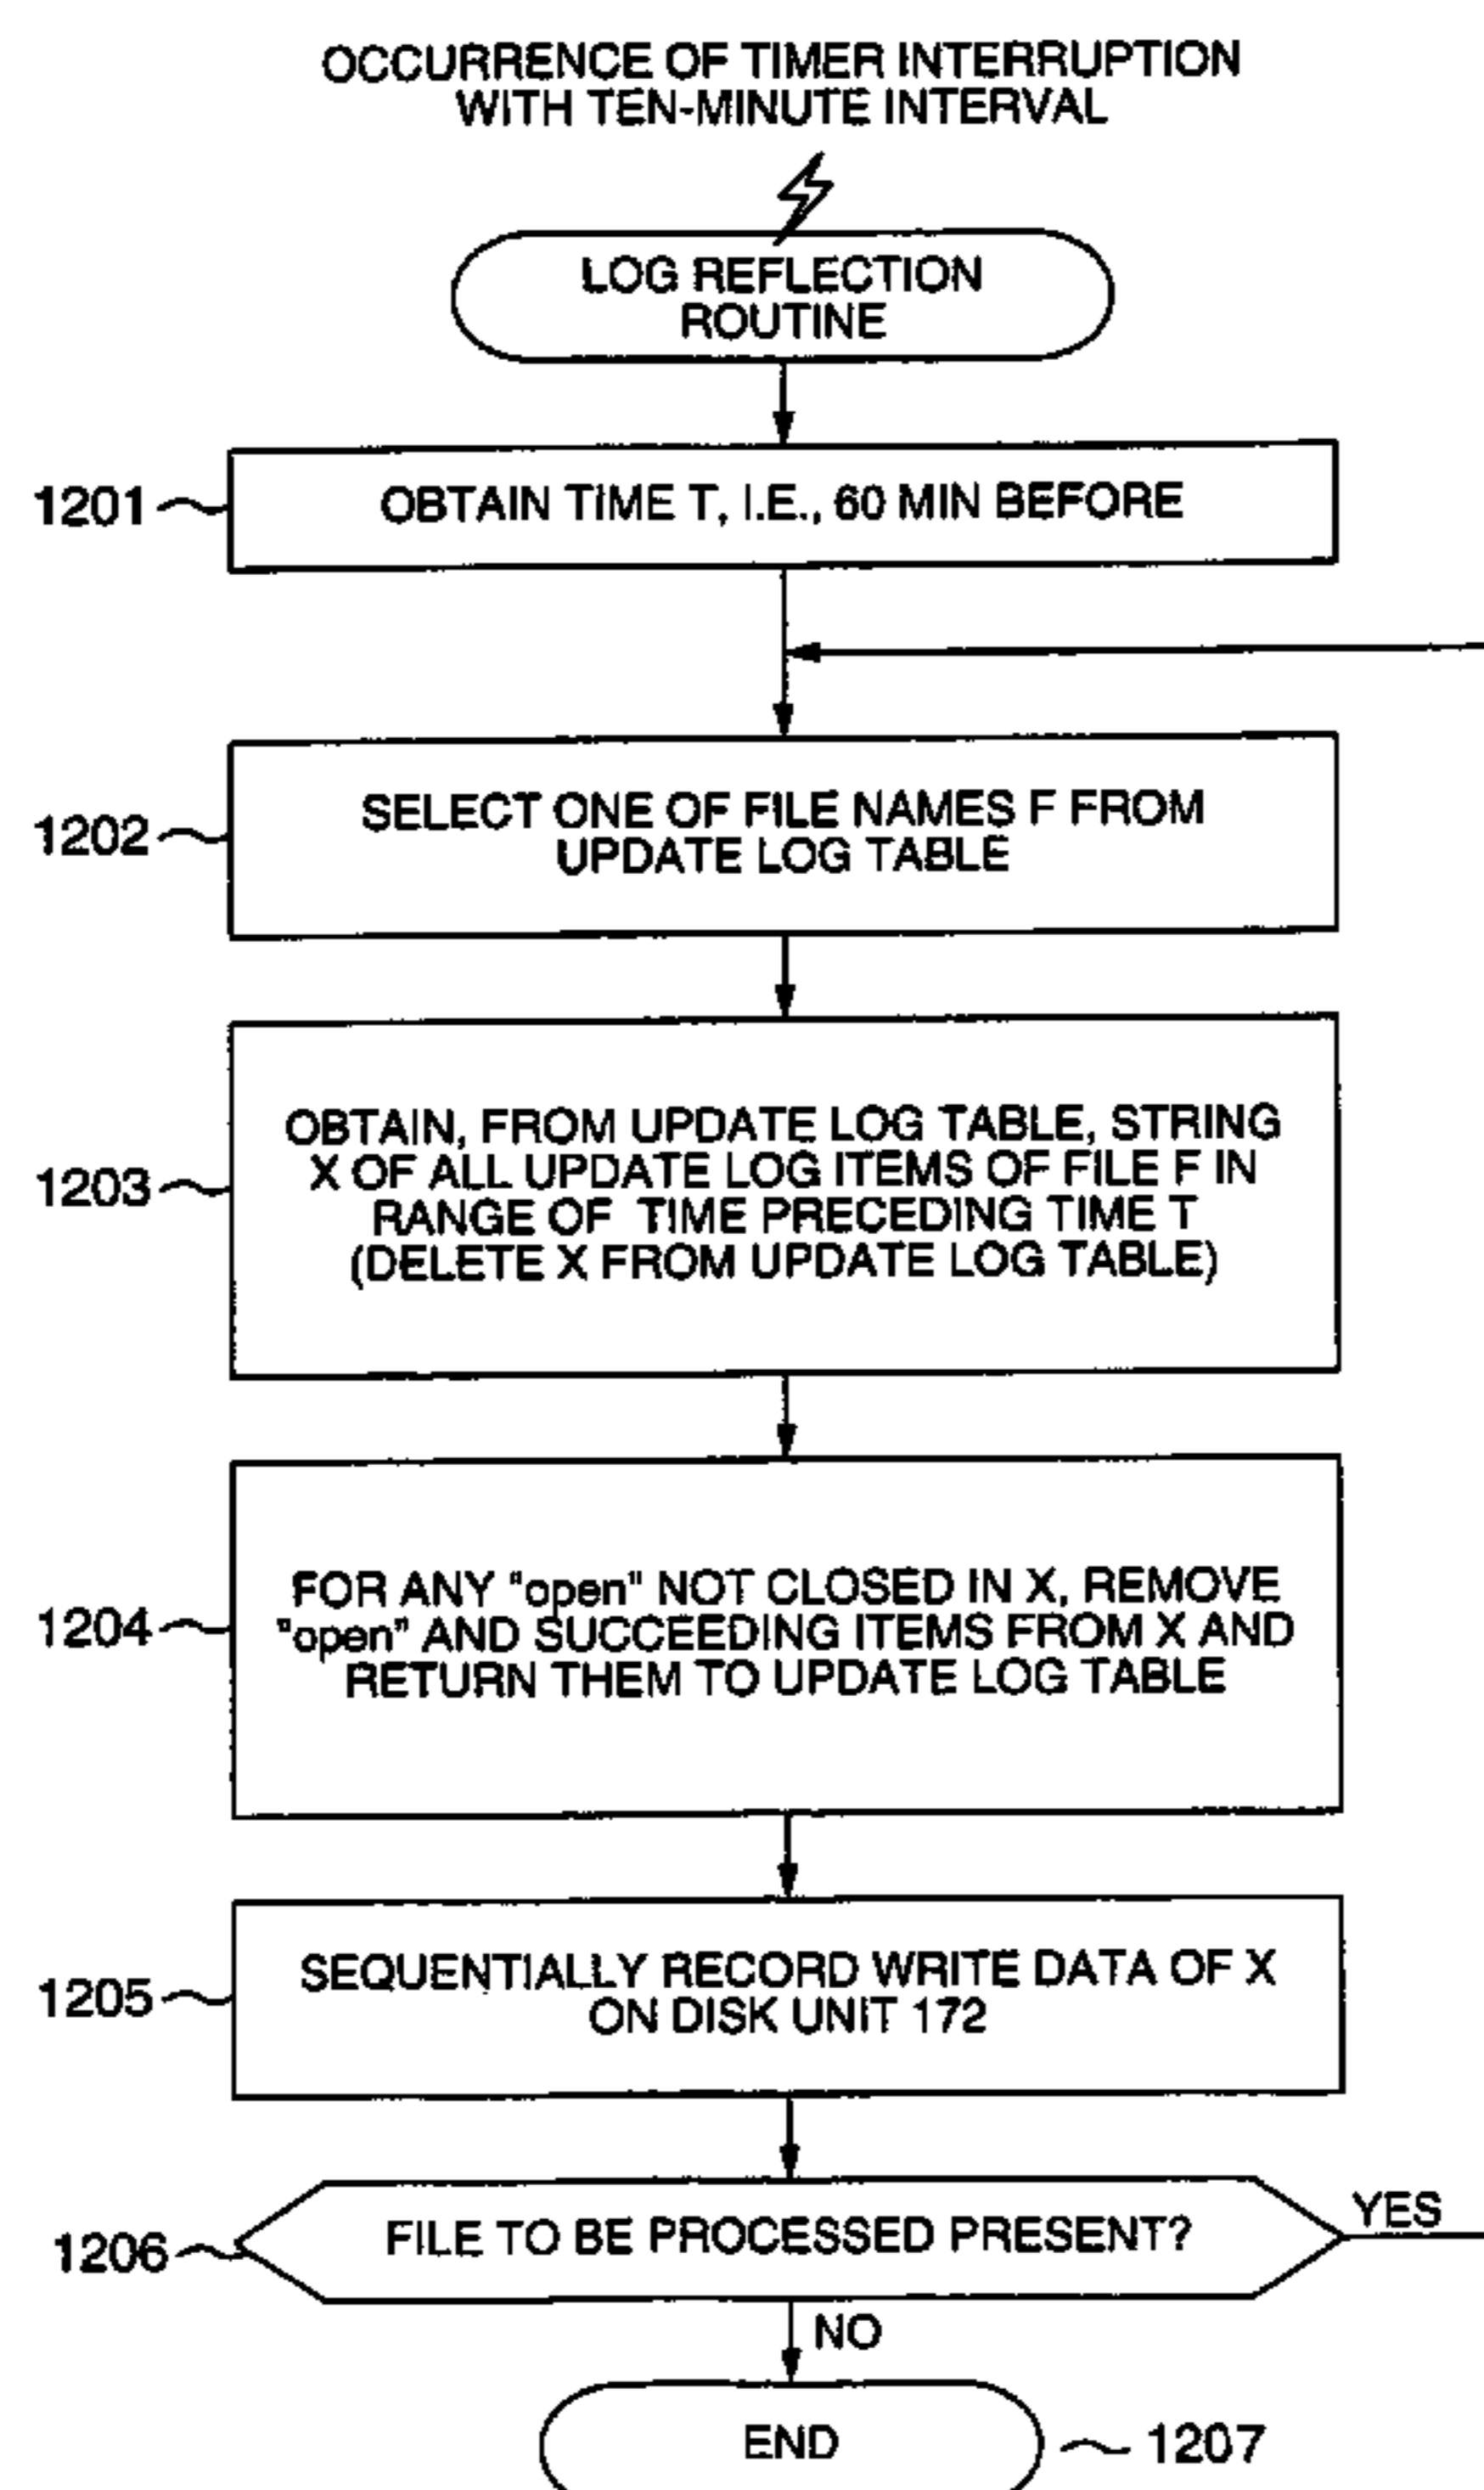 OCCURRENCE OF TIMER INTERRUPTION
WITH TEN-MINUTE INTERVAL
LOG REFLECTION
ROUTINE
1201
OBTAIN TIME T, I.E., 60 MIN BEFORE
1202
SELECT ONE OF FILE NAMES F FROM
UPDATE LOG TABLE
1203
OBTAIN, FROM UPDATE LOG TABLE, STRING
X OF ALL UPDATE LOG ITEMS OF FILE F IN
RANGE OF TIME PRECEDING TIME T
(DELETE X FROM UPDATE LOG TABLE)
1204
FOR ANY "open" NOT CLOSED IN X, REMOVE
"open" AND SUCCEEDING ITEMS FROM X AND
RETURN THEM TO UPDATE LOG TABLE
1205
SEQUENTIALLY RECORD WRITE DATA OF X
ON DISK UNIT 172
1206
FILE TO BE PROCESSED PRESENT?
YES
NO
END
1207